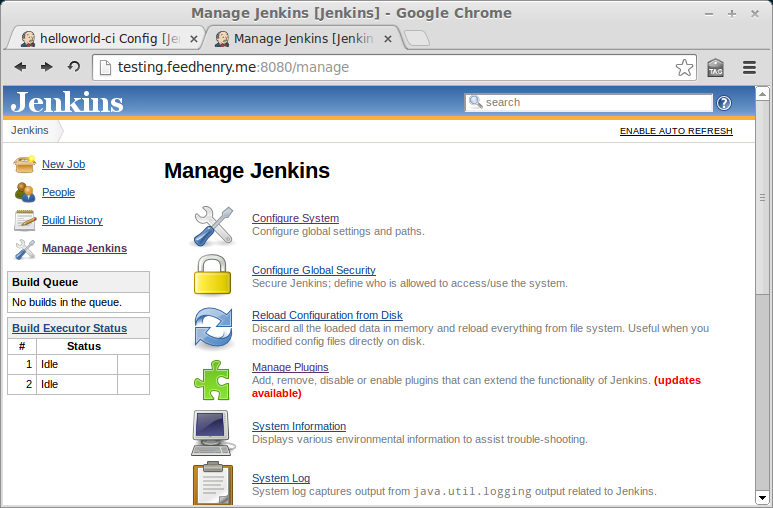 Manage Jenkins [Jenkins] - Google Chrome
helloworld-ci Config [Je
Manage Jenkins [Jenkin
testing.feedhenry.me:8080/manage
TAG
Jenkins
search
?
Jenkins
ENABLE AUTO REFRESH
New Job
People
Build History
Manage Jenkins
Build Queue
No builds in the queue.
Build Executor Status
# Status
1 Idle
2 Idle
Manage Jenkins
Configure System
Configure global settings and paths.
Configure Global Security
Secure Jenkins; define who is allowed to access/use the system.
Reload Configuration from Disk
Discard all the loaded data in memory and reload everything from file system. Useful when you
modified config files directly on disk.
Manage Plugins
Add, remove, disable or enable plugins that can extend the functionality of Jenkins. (updates
available)
System Information
Displays various environmental information to assist trouble-shooting.
System Log
System log captures output from java.util.logging output related to Jenkins.